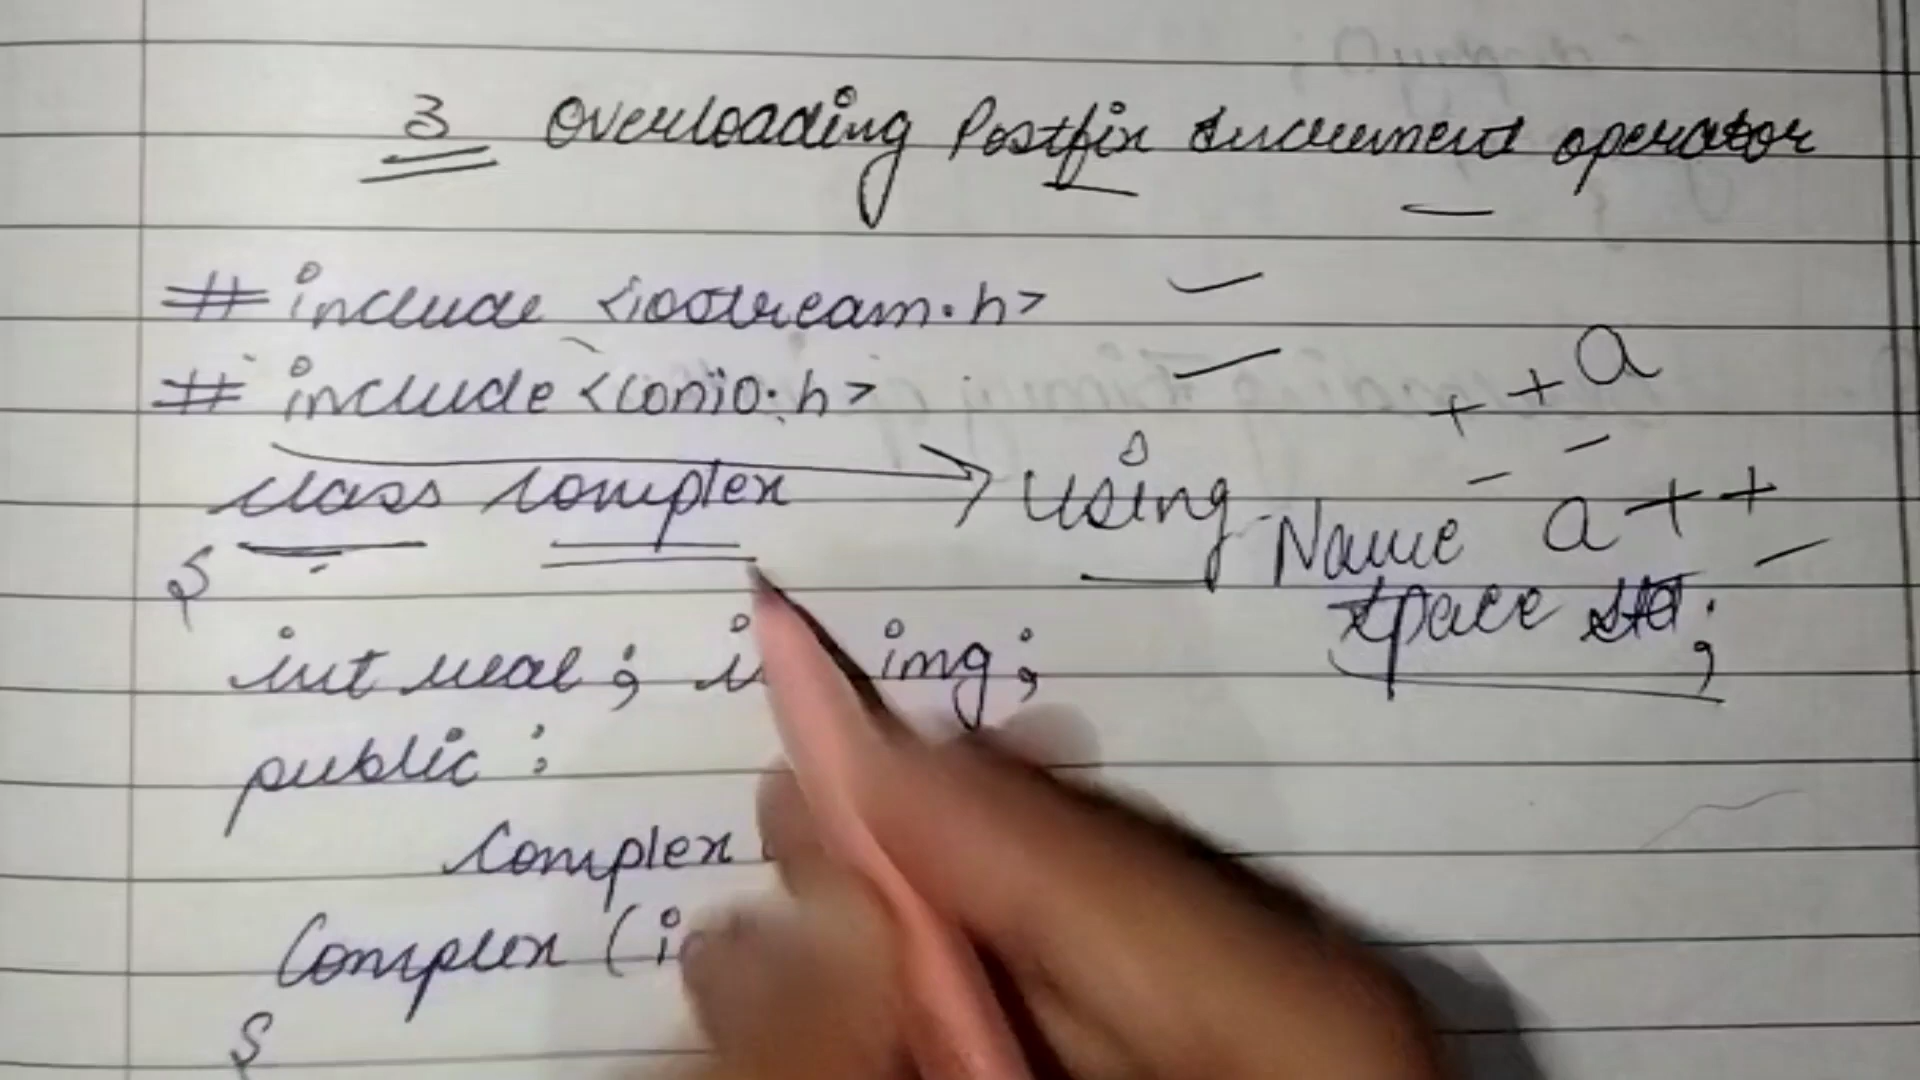 3 Overloading Postfix Increment operator
# include <iostream.h>
# include <conio.h>
++a
class complex
using Name space std;
a++
{
int real; img;
public:
Complex
Complex (i
{